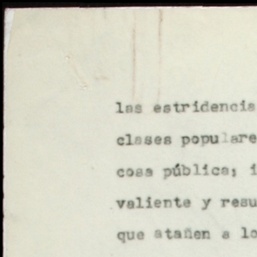 las estridencia
clases populare
cosa pública; i
valiente y resu
que atañen a lo